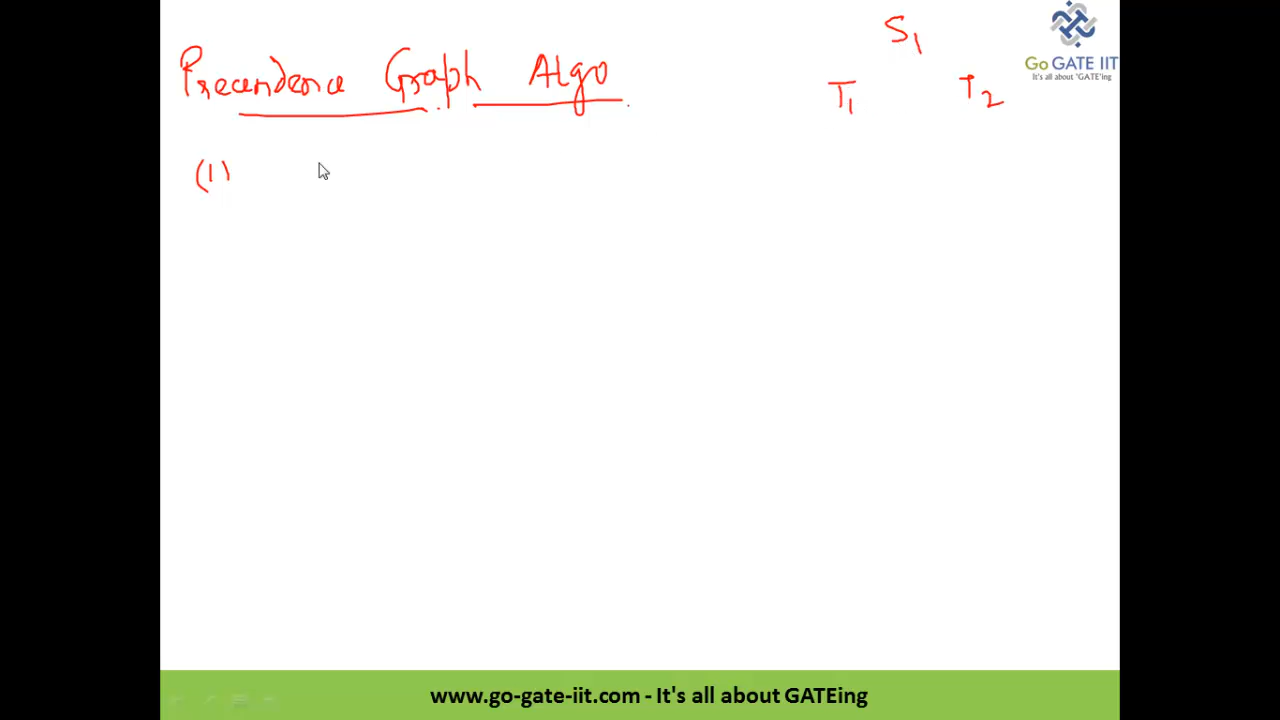 S1
Go GATE IIT
It's all about 'GATE'ing
Precendence Graph Algo
T1 T2
(1)
www.go-gate-iit.com - It's all about GATEing